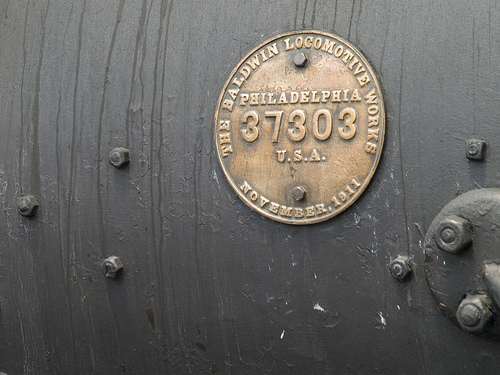 THE BALDWIN LOCOMOTIVE WORKS
PHILADELPHIA
37303
U.S.A.
NOVEMBER, 1911